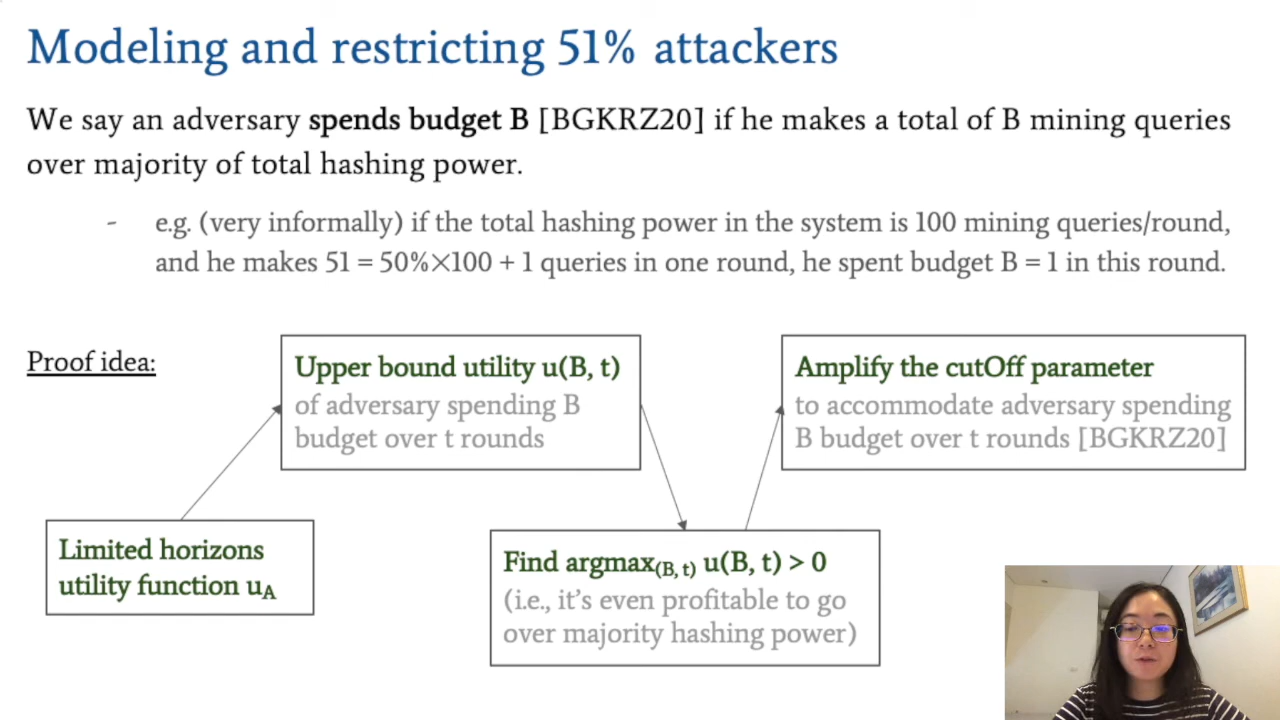 Modeling and restricting 51% attackers
We say an adversary spends budget B [BGKRZ20] if he makes a total of B mining queries
over majority of total hashing power.
- e.g. (very informally) if the total hashing power in the system is 100 mining queries/round,
and he makes 51 = 50%×100 + 1 queries in one round, he spent budget B = 1 in this round.
Proof idea:
Upper bound utility u(B, t)
of adversary spending B
budget over t rounds
Amplify the cutOff parameter
to accommodate adversary spending
B budget over t rounds [BGKRZ20]
Limited horizons
utility function uA
Find argmax(B, t) u(B, t) > 0
(i.e., it's even profitable to go
over majority hashing power)